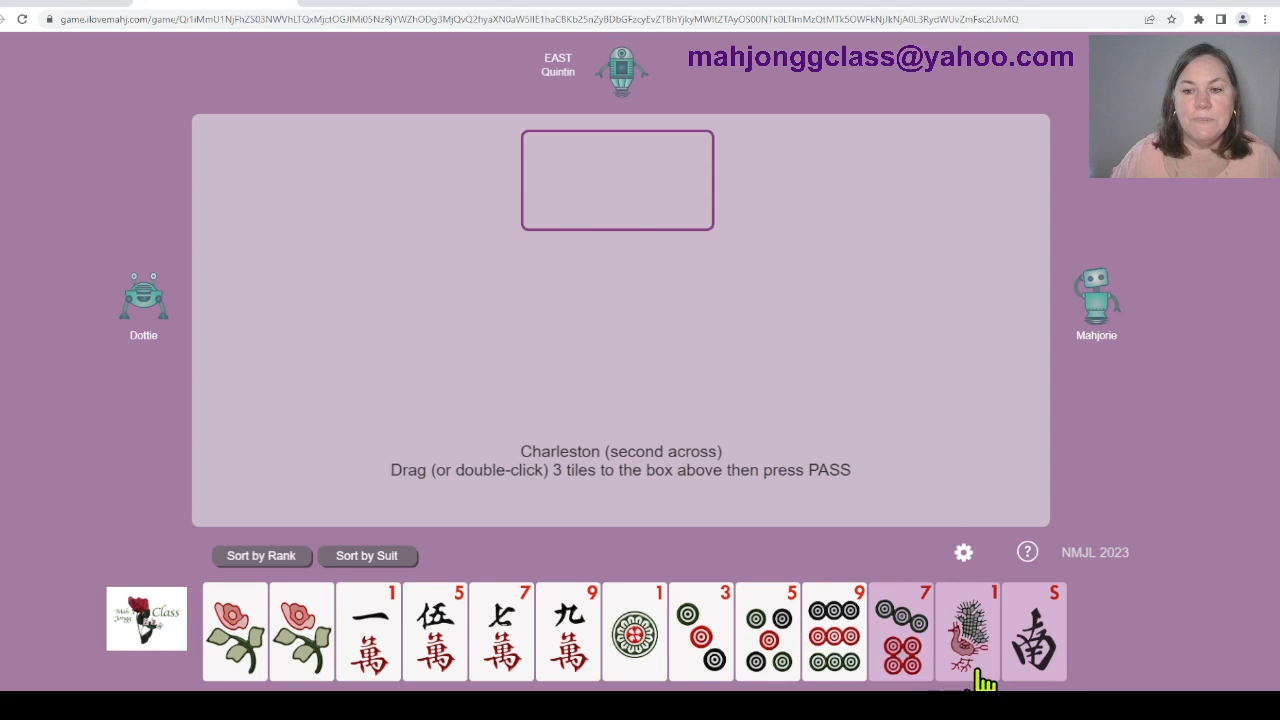 game.ilovemahj.com/game/Qi1iMmU1NjFhZS03NWVhLTQxMjctOGJlMi05NzRjYWZhODg3MjQvQ2hyaXN0aW5lIE1haCBKb25nZyBDbGFzcyEvZTBhYjkyMWItZTAyOS00NTk0LTlmMzQtMTk5OWFkNjJkNjA0L3RydWUvZmFsc2UvMQ
EAST
Quintin
mahjonggclass@yahoo.com
Dottie
Mahjorie
Charleston (second across)
Drag (or double-click) 3 tiles to the box above then press PASS
Sort by Rank
Sort by Suit
?
NMJL 2023
Mah Jongg Class
1 5 7 9 1 3 5 9 7 1 S
一 伍 七 九 南
萬 萬 萬 萬